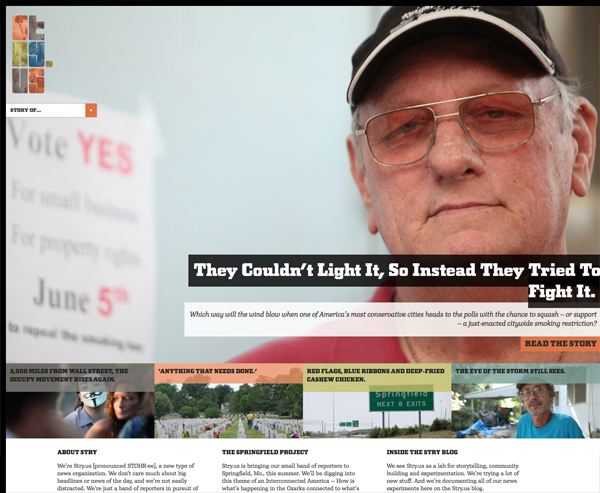 ST
RY.
US
STORY OF...
Vote YES
For small business
For property rights
June 5th
to repeal the smoking ban
They Couldn't Light It, So Instead They Tried To
Fight It.
Which way will the wind blow when one of America's most conservative cities heads to the polls with the chance to squash – or support
– a just-enacted citywide smoking restriction?
READ THE STORY
2,000 MILES FROM WALL STREET, THE
OCCUPY MOVEMENT RISES AGAIN.
'ANYTHING THAT NEEDS DONE.'
RED FLAGS, BLUE RIBBONS AND DEEP-FRIED
CASHEW CHICKEN.
THE EYE OF THE STORM STILL SEES.
Springfield
NEXT 6 EXITS
ABOUT STRY
We're Stry.us [pronounced STOHR-ee], a new type of
news organization. We don't care much about big
headlines or news of the day, and we're not easily
distracted. We're just a band of reporters in pursuit of
THE SPRINGFIELD PROJECT
Stry.us is bringing our small band of reporters to
Springfield, Mo., this summer. We'll be digging into
this theme of an Interconnected America – How is
what's happening in the Ozarks connected to what's
INSIDE THE STRY BLOG
We see Stry.us as a lab for storytelling, community
building and experimentation. We're trying a lot of
new stuff. And we're documenting all of our news
experiments here on the Stry.us blog.